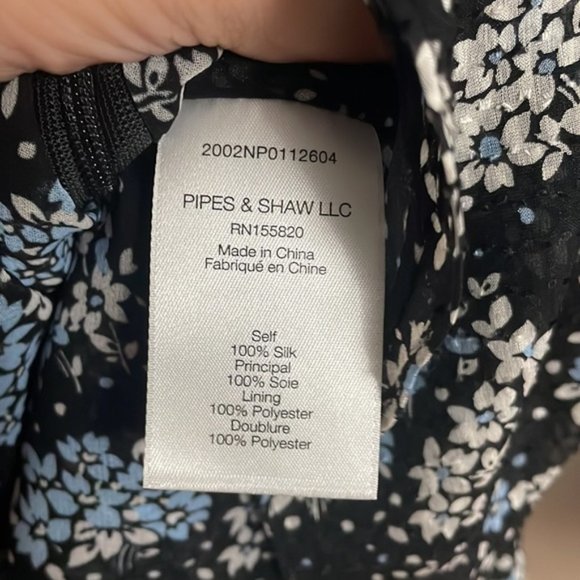 2002NP0112604
PIPES & SHAW LLC
RN155820
Made in China
Fabriqué en Chine
Self
100% Silk
Principal
100% Soie
Lining
100% Polyester
Doublure
100% Polyester